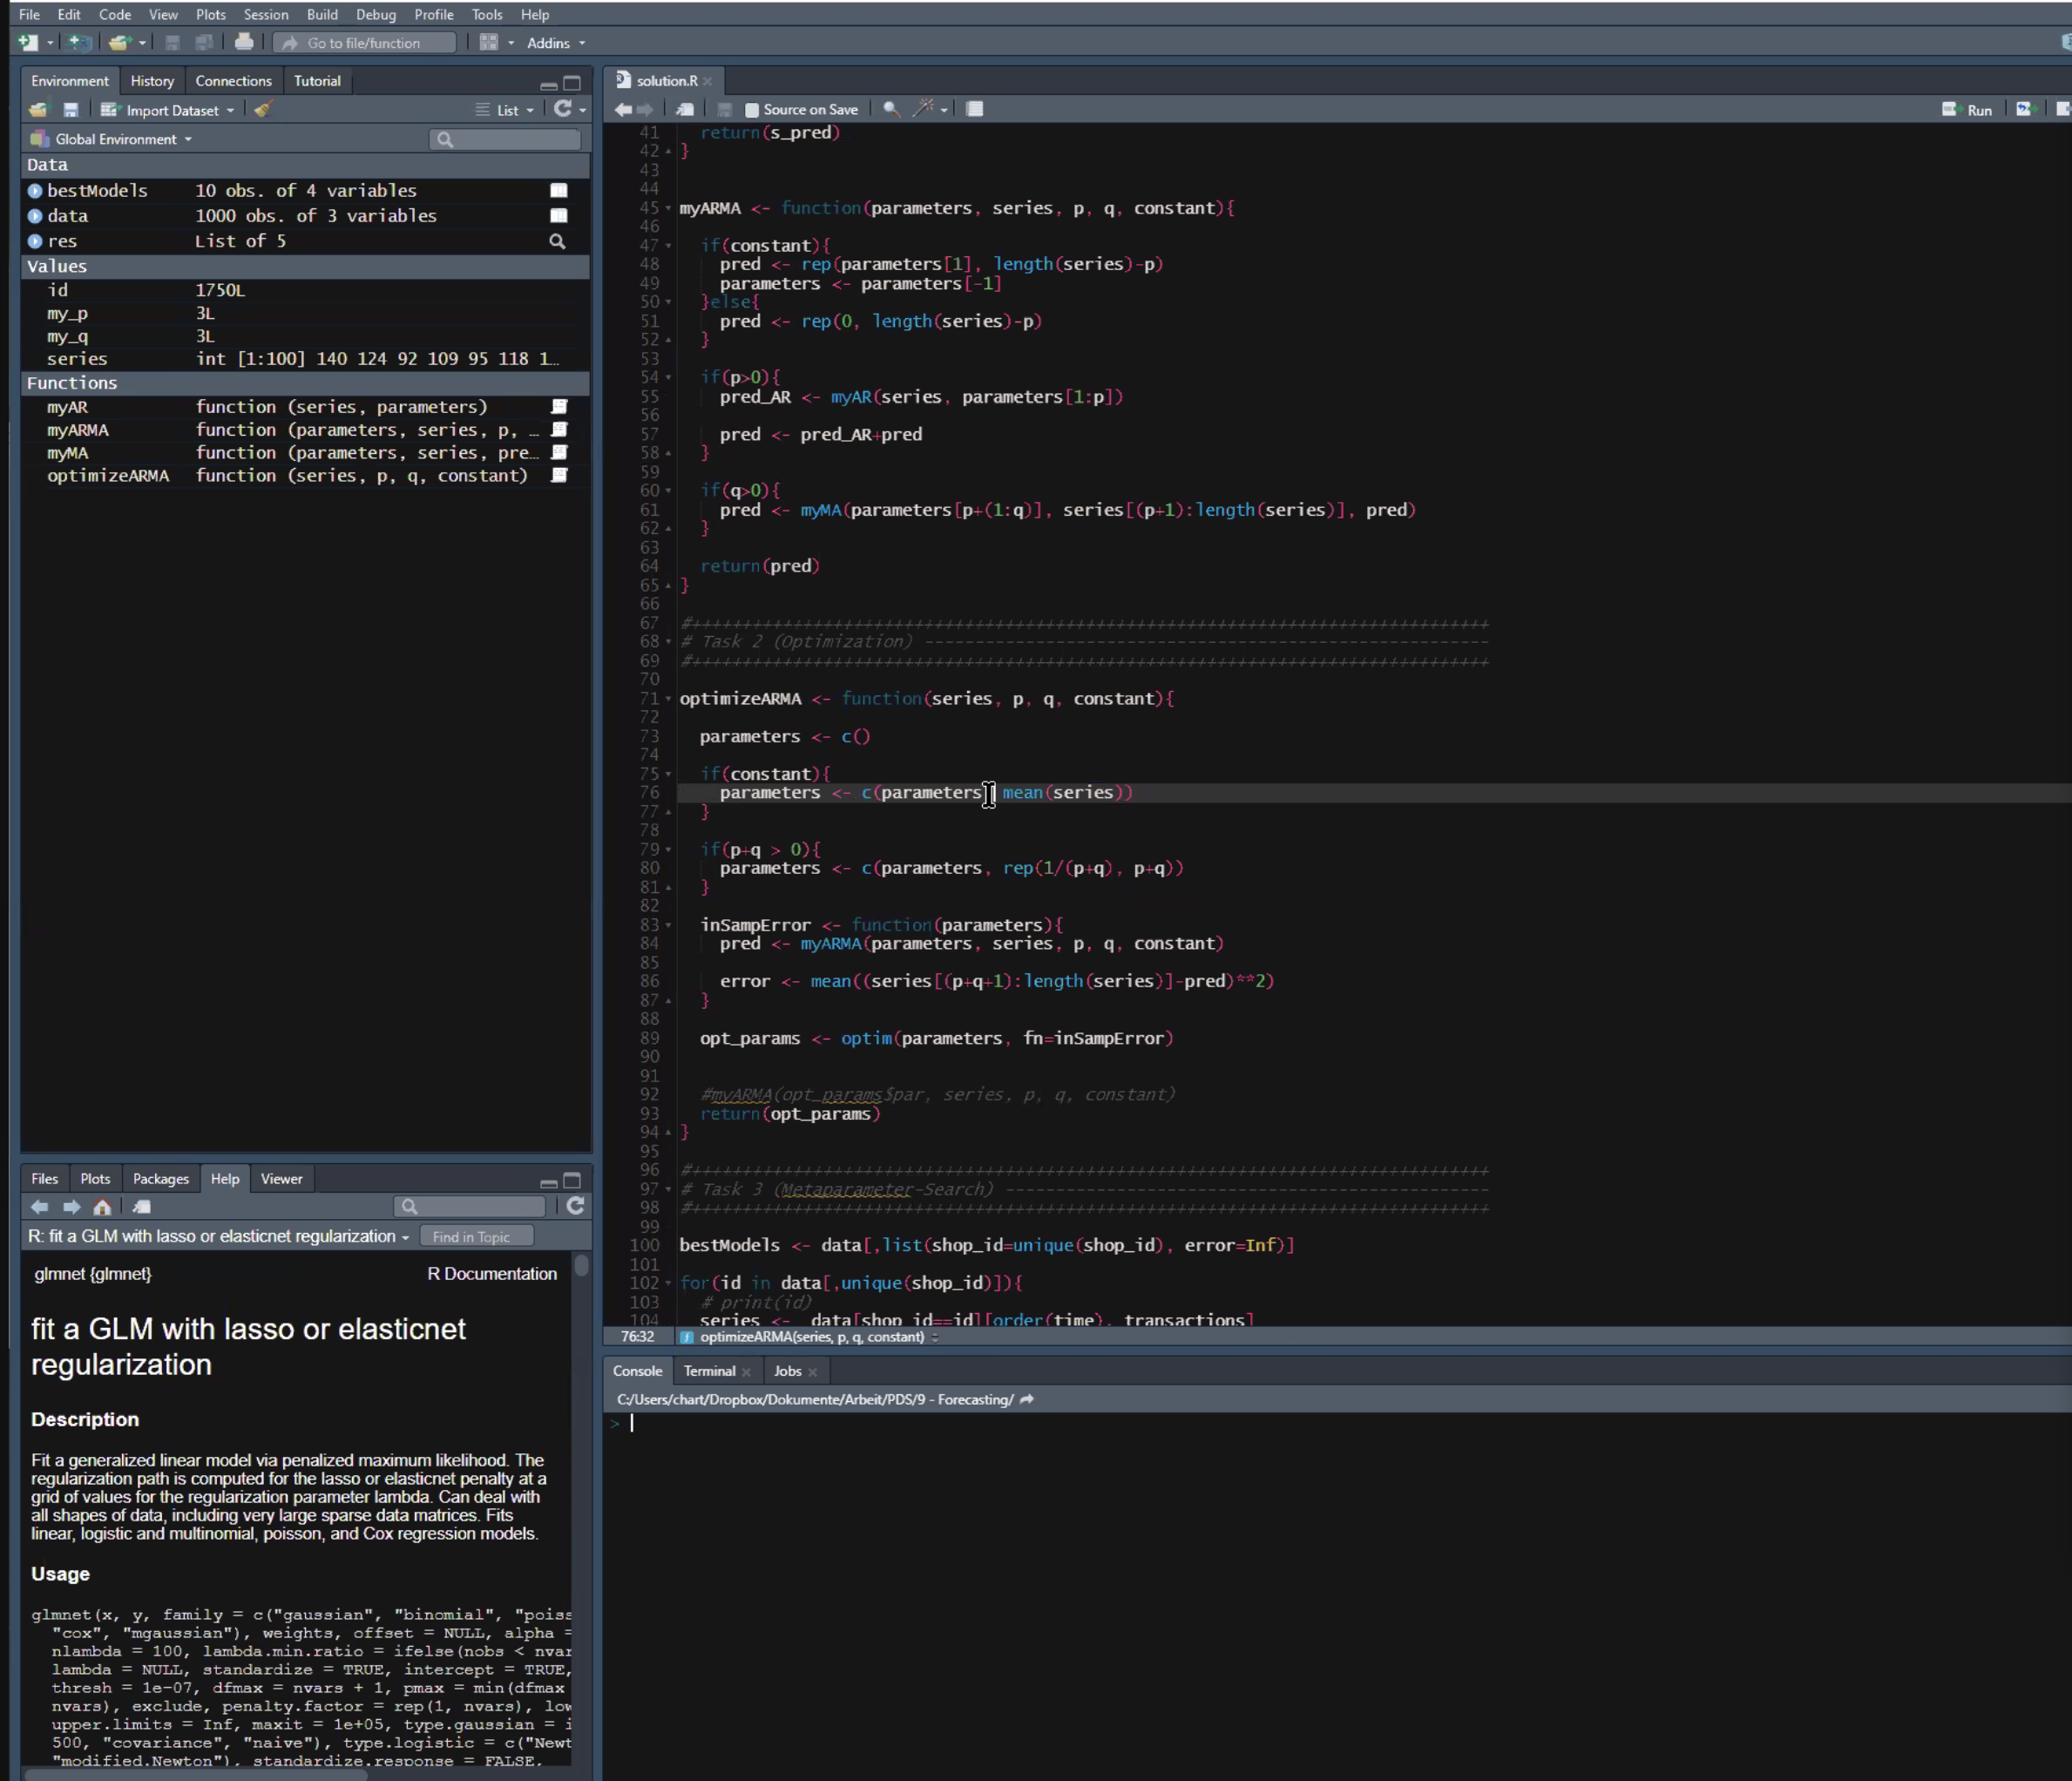 File Edit Code View Plots Session Build Debug Profile Tools Help
Go to file/function Addins
Environment History Connections Tutorial
Import Dataset List
Global Environment
Data
bestModels 10 obs. of 4 variables
data 1000 obs. of 3 variables
res List of 5
Values
id 1750L
my_p 3L
my_q 3L
series int [1:100] 140 124 92 109 95 118 1…
Functions
myAR function (series, parameters)
myARMA function (parameters, series, p, …
myMA function (parameters, series, pre…
optimizeARMA function (series, p, q, constant)
Files Plots Packages Help Viewer
R: fit a GLM with lasso or elasticnet regularization Find in Topic
glmnet {glmnet} R Documentation
fit a GLM with lasso or elasticnet
regularization
Description
Fit a generalized linear model via penalized maximum likelihood. The
regularization path is computed for the lasso or elasticnet penalty at a
grid of values for the regularization parameter lambda. Can deal with
all shapes of data, including very large sparse data matrices. Fits
linear, logistic and multinomial, poisson, and Cox regression models.
Usage
glmnet(x, y, family = c("gaussian", "binomial", "poiss
"cox", "mgaussian"), weights, offset = NULL, alpha =
nlambda = 100, lambda.min.ratio = ifelse(nobs < nvar
lambda = NULL, standardize = TRUE, intercept = TRUE,
thresh = 1e-07, dfmax = nvars + 1, pmax = min(dfmax
nvars), exclude, penalty.factor = rep(1, nvars), low
upper.limits = Inf, maxit = 1e+05, type.gaussian = i
500, "covariance", "naive"), type.logistic = c("Newt
"modified.Newton"), standardize.response = FALSE,
solution.R
Source on Save Run
41 return(s_pred)
42 }
43
44
45 myARMA <- function(parameters, series, p, q, constant){
46
47 if(constant){
48 pred <- rep(parameters[1], length(series)-p)
49 parameters <- parameters[-1]
50 }else{
51 pred <- rep(0, length(series)-p)
52 }
53
54 if(p>0){
55 pred_AR <- myAR(series, parameters[1:p])
56
57 pred <- pred_AR+pred
58 }
59
60 if(q>0){
61 pred <- myMA(parameters[p+(1:q)], series[(p+1):length(series)], pred)
62 }
63
64 return(pred)
65 }
66
67 #++++++++++++++++++++++++++++++++++++++++++++++++++++++++++++++++++++++++++++++
68 # Task 2 (Optimization) --------------------------------------------------------
69 #++++++++++++++++++++++++++++++++++++++++++++++++++++++++++++++++++++++++++++++
70
71 optimizeARMA <- function(series, p, q, constant){
72
73 parameters <- c()
74
75 if(constant){
76 parameters <- c(parameters, mean(series))
77 }
78
79 if(p+q > 0){
80 parameters <- c(parameters, rep(1/(p+q), p+q))
81 }
82
83 inSampError <- function(parameters){
84 pred <- myARMA(parameters, series, p, q, constant)
85
86 error <- mean((series[(p+q+1):length(series)]-pred)**2)
87 }
88
89 opt_params <- optim(parameters, fn=inSampError)
90
91
92 #myARMA(opt_params$par, series, p, q, constant)
93 return(opt_params)
94 }
95
96 #++++++++++++++++++++++++++++++++++++++++++++++++++++++++++++++++++++++++++++++
97 # Task 3 (Metaparameter-Search) ------------------------------------------------
98 #++++++++++++++++++++++++++++++++++++++++++++++++++++++++++++++++++++++++++++++
99
100 bestModels <- data[,list(shop_id=unique(shop_id), error=Inf)]
101
102 for(id in data[,unique(shop_id)]){
103 # print(id)
104 series <- data[shop_id==id][order(time), transactions]
76:32 optimizeARMA(series, p, q, constant)
Console Terminal Jobs
C:/Users/chart/Dropbox/Dokumente/Arbeit/PDS/9 - Forecasting/
>